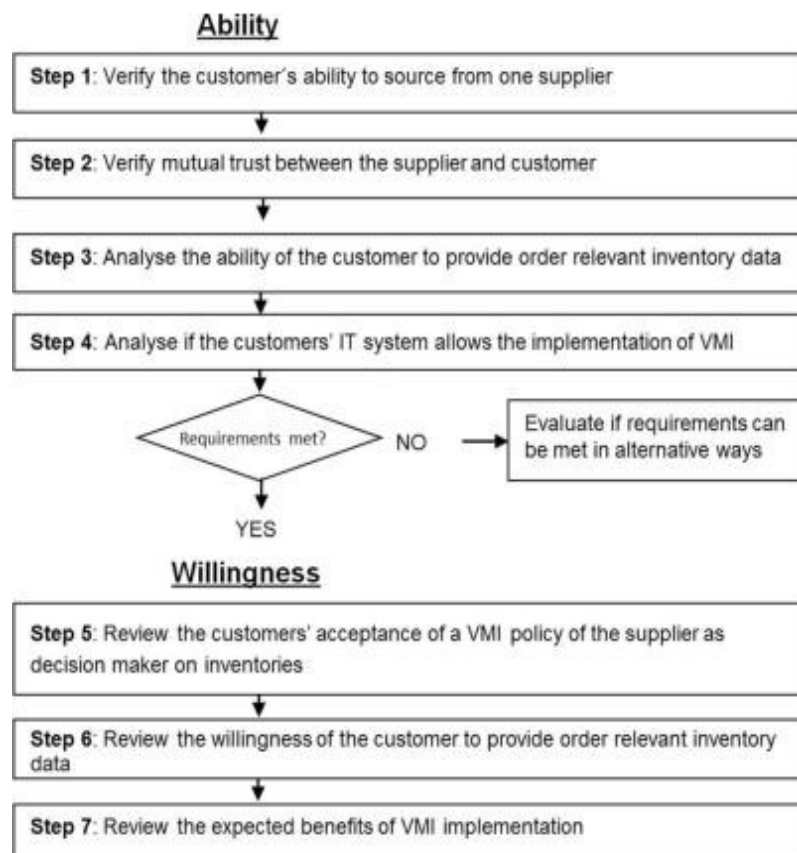 Ability
Step 1: Verify the customer´s ability to source from one supplier
Step 2: Verify mutual trust between the supplier and customer
Step 3: Analyse the ability of the customer to provide order relevant inventory data
Step 4: Analyse if the customers’ IT system allows the implementation of VMI
Requirements met?
NO
Evaluate if requirements can
be met in alternative ways
YES
Willingness
Step 5: Review the customers’ acceptance of a VMI policy of the supplier as
decision maker on inventories
Step 6: Review the willingness of the customer to provide order relevant inventory
data
Step 7: Review the expected benefits of VMI implementation